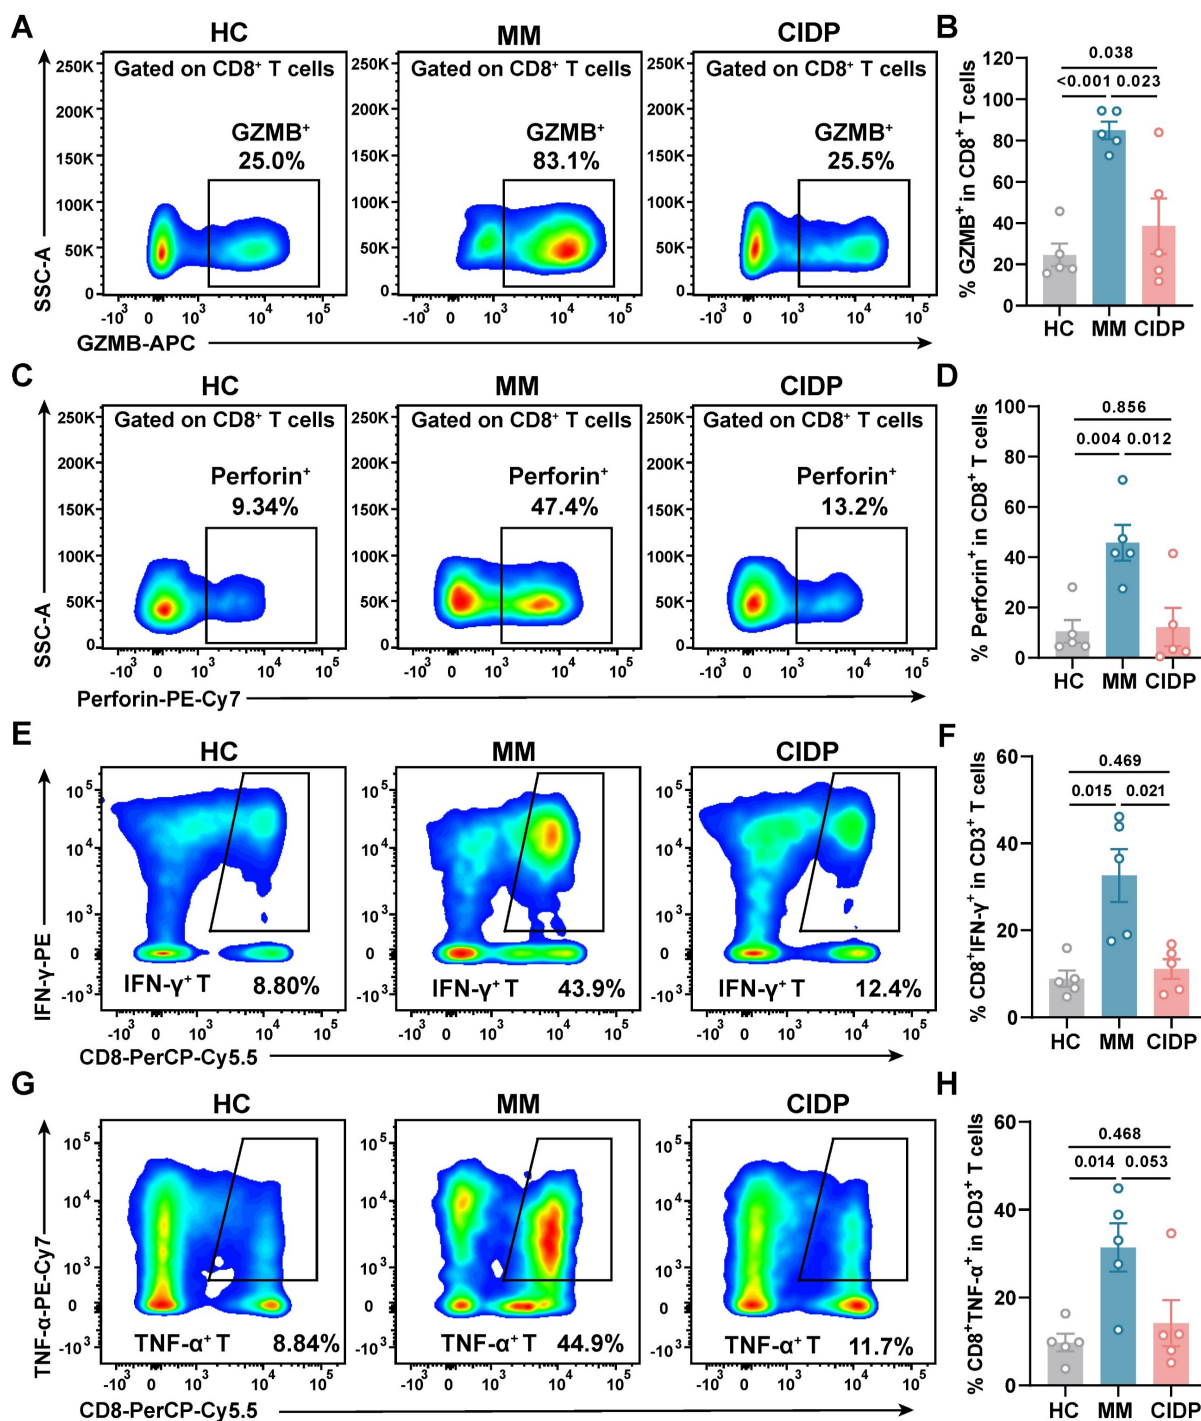 A
HC
MM
CIDP
Gated on CD8⁺ T cells
Gated on CD8⁺ T cells
Gated on CD8⁺ T cells
250K
200K
150K
100K
50K
0
250K
200K
150K
100K
50K
0
250K
200K
150K
100K
50K
0
GZMB⁺
25.0%
GZMB⁺
83.1%
GZMB⁺
25.5%
SSC-A
-10³ 0 10³ 10⁴ 10⁵
-10³ 0 10³ 10⁴ 10⁵
-10³ 0 10³ 10⁴ 10⁵
GZMB-APC
B
% GZMB⁺ in CD8⁺ T cells
120
100
80
60
40
20
0
0.038
<0.001 0.023
HC MM CIDP
C
HC
MM
CIDP
Gated on CD8⁺ T cells
Gated on CD8⁺ T cells
Gated on CD8⁺ T cells
250K
200K
150K
100K
50K
0
250K
200K
150K
100K
50K
0
250K
200K
150K
100K
50K
0
Perforin⁺
9.34%
Perforin⁺
47.4%
Perforin⁺
13.2%
SSC-A
-10³ 0 10³ 10⁴ 10⁵
-10³ 0 10³ 10⁴ 10⁵
-10³ 0 10³ 10⁴ 10⁵
Perforin-PE-Cy7
D
% Perforin⁺ in CD8⁺ T cells
100
80
60
40
20
0
0.856
0.004 0.012
HC MM CIDP
E
HC
MM
CIDP
10⁵
10⁴
10³
0
-10³
10⁵
10⁴
10³
0
-10³
10⁵
10⁴
10³
0
-10³
IFN-γ-PE
IFN-γ⁺ T 8.80%
IFN-γ⁺ T 43.9%
IFN-γ⁺ T 12.4%
-10³ 0 10³ 10⁴ 10⁵
-10³ 0 10³ 10⁴ 10⁵
-10³ 0 10³ 10⁴ 10⁵
CD8-PerCP-Cy5.5
F
% CD8⁺IFN-γ⁺ in CD3⁺ T cells
60
40
20
0
0.469
0.015 0.021
HC MM CIDP
G
HC
MM
CIDP
10⁵
10⁴
10³
0
-10³
10⁵
10⁴
10³
0
-10³
10⁵
10⁴
10³
0
-10³
TNF-α-PE-Cy7
TNF-α⁺ T 8.84%
TNF-α⁺ T 44.9%
TNF-α⁺ T 11.7%
-10³ 0 10³ 10⁴ 10⁵
-10³ 0 10³ 10⁴ 10⁵
-10³ 0 10³ 10⁴ 10⁵
CD8-PerCP-Cy5.5
H
% CD8⁺TNF-α⁺ in CD3⁺ T cells
60
40
20
0
0.468
0.014 0.053
HC MM CIDP